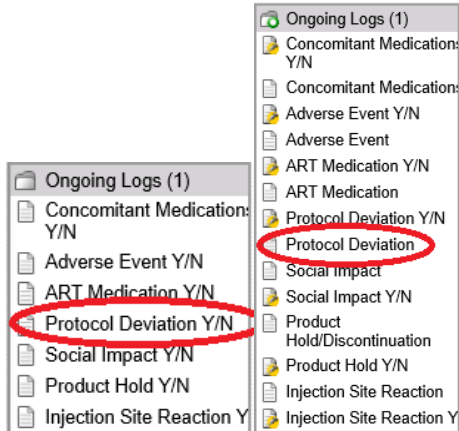 Ongoing Logs (1)
Concomitant Medications
Y/N
Adverse Event Y/N
ART Medication Y/N
Protocol Deviation Y/N
Social Impact Y/N
Product Hold Y/N
Injection Site Reaction Y
Ongoing Logs (1)
Concomitant Medications
Y/N
Concomitant Medications
Adverse Event Y/N
Adverse Event
ART Medication Y/N
ART Medication
Protocol Deviation Y/N
Protocol Deviation
Social Impact
Social Impact Y/N
Product
Hold/Discontinuation
Product Hold Y/N
Injection Site Reaction
Injection Site Reaction Y